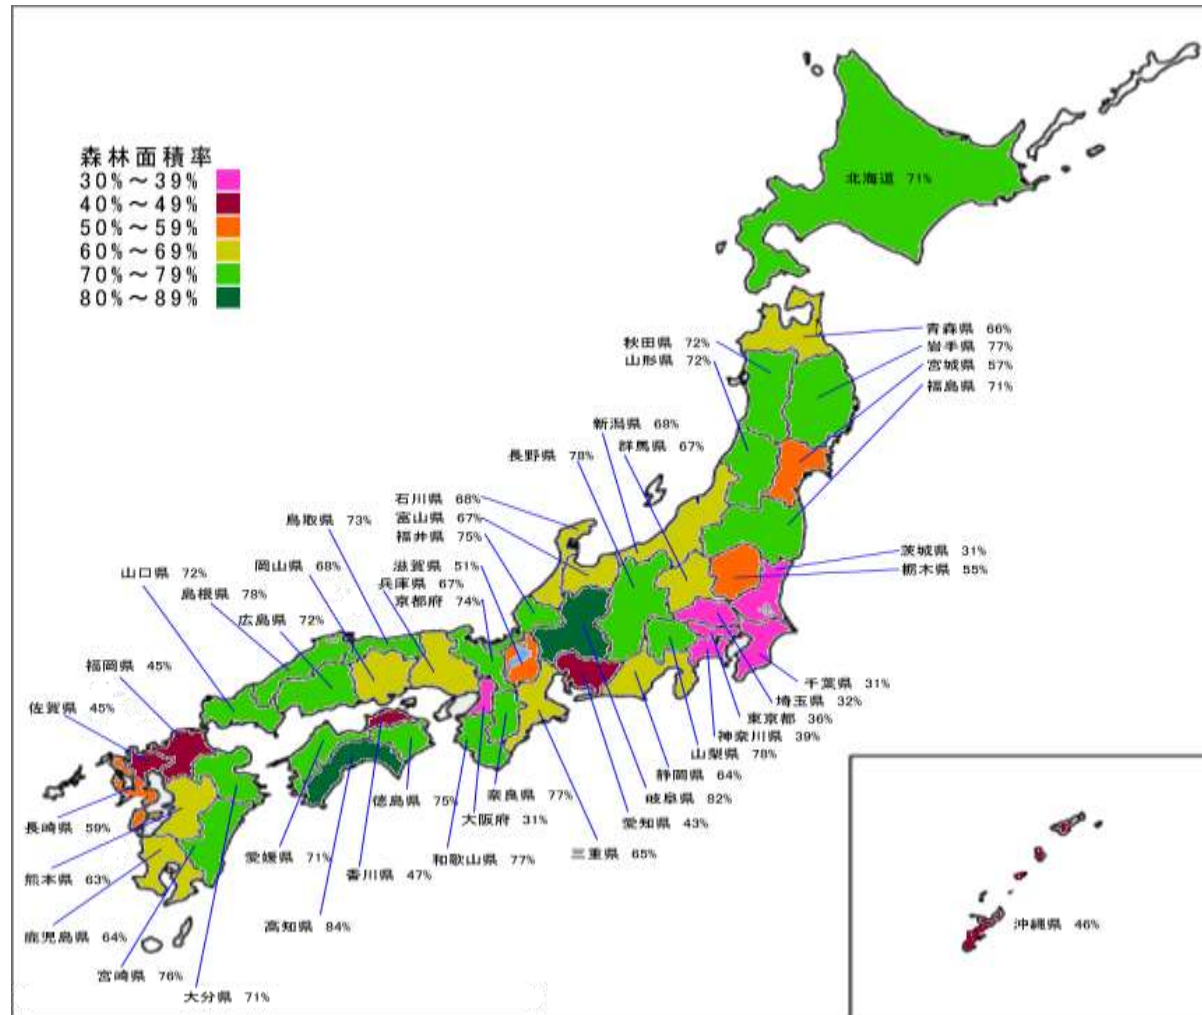 森林面積率
30%～39%
40%～49%
50%～59%
60%～69%
70%～79%
80%～89%
北海道 71%
青森県 66%
岩手県 77%
宮城県 57%
福島県 71%
秋田県 72%
山形県 72%
新潟県 68%
群馬県 67%
長野県 78%
石川県 68%
富山県 67%
福井県 75%
滋賀県 51%
兵庫県 67%
京都府 74%
鳥取県 73%
岡山県 68%
山口県 72%
島根県 78%
広島県 72%
福岡県 45%
佐賀県 45%
茨城県 31%
栃木県 55%
千葉県 31%
埼玉県 32%
東京都 36%
神奈川県 39%
山梨県 78%
静岡県 64%
岐阜県 82%
愛知県 43%
三重県 65%
奈良県 77%
大阪府 31%
和歌山県 77%
徳島県 75%
香川県 47%
愛媛県 71%
高知県 84%
長崎県 59%
熊本県 63%
鹿児島県 64%
宮崎県 76%
大分県 71%
沖縄県 46%